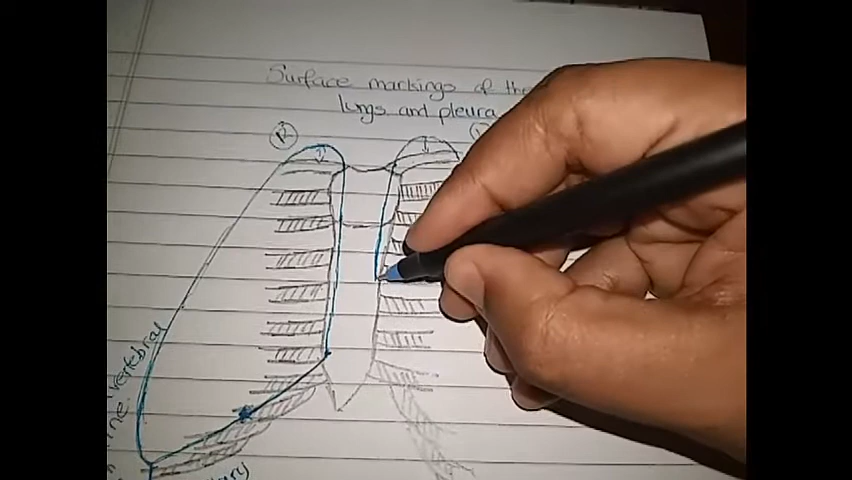 Surface markings of the
lungs and pleura
R
vertebral
line.